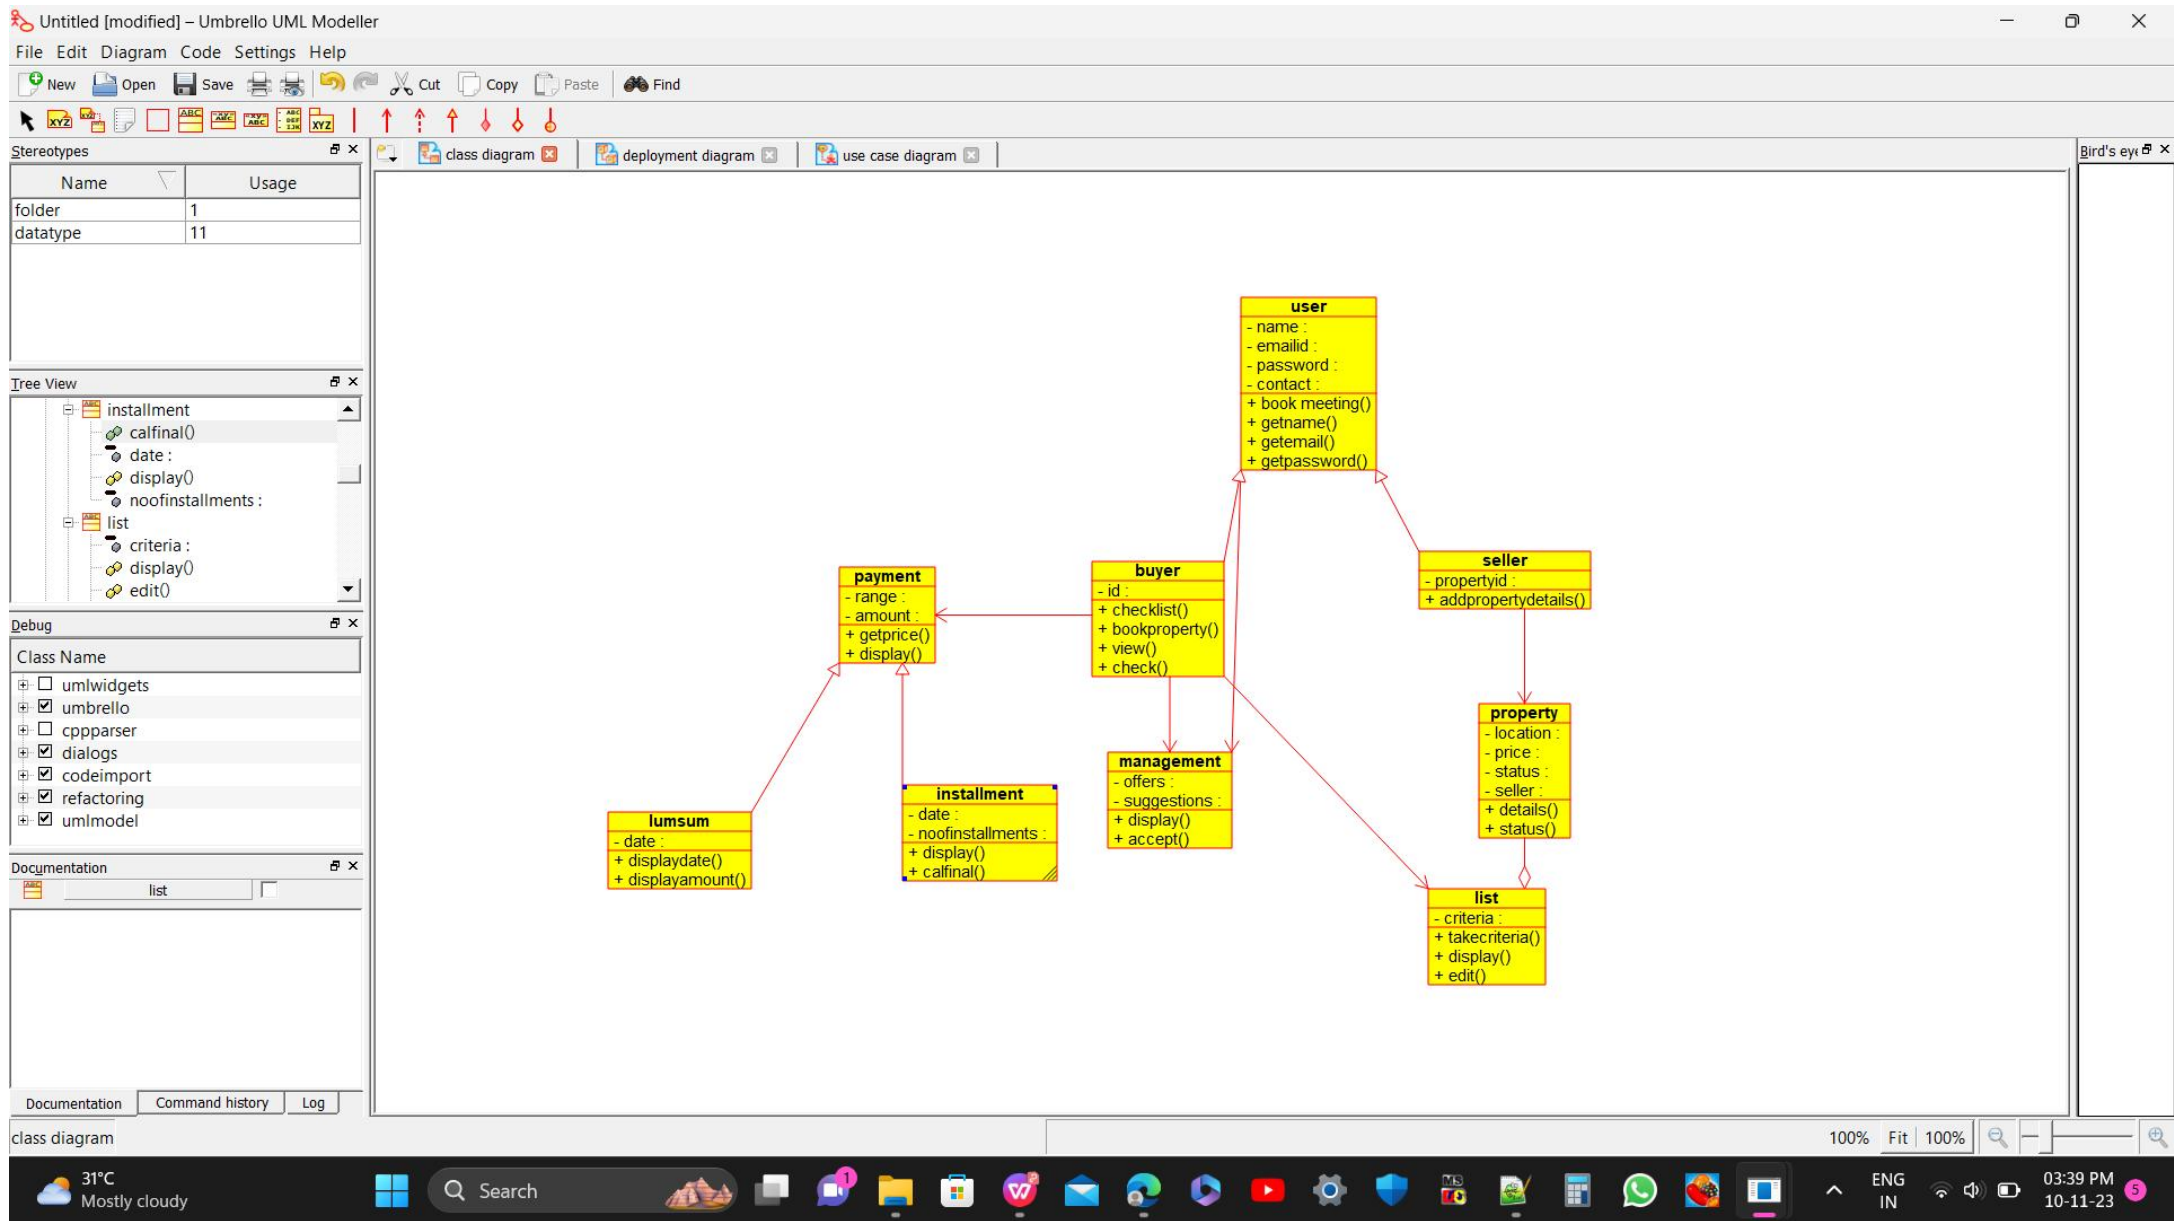 Untitled [modified] – Umbrello UML Modeller
File Edit Diagram Code Settings Help
New Open Save Cut Copy Paste Find
Stereotypes
Name Usage
folder 1
datatype 11
Tree View
installment
calfinal()
date :
display()
noofinstallments :
list
criteria :
display()
edit()
Debug
Class Name
umlwidgets
umbrello
cppparser
dialogs
codeimport
refactoring
umlmodel
Documentation
list
Documentation Command history Log
class diagram deployment diagram use case diagram
Bird's eye
user
- name :
- emailid :
- password :
- contact :
+ book meeting()
+ getname()
+ getemail()
+ getpassword()
payment
- range :
- amount :
+ getprice()
+ display()
buyer
- id :
+ checklist()
+ bookproperty()
+ view()
+ check()
seller
- propertyid :
+ addpropertydetails()
property
- location :
- price :
- status :
- seller :
+ details()
+ status()
management
- offers :
- suggestions :
+ display()
+ accept()
installment
- date :
- noofinstallments :
+ display()
+ calfinal()
lumsum
- date :
+ displaydate()
+ displayamount()
list
- criteria :
+ takecriteria()
+ display()
+ edit()
class diagram
100% Fit 100%
31°C
Mostly cloudy
Search
1
ENG
IN
03:39 PM
10-11-23
5